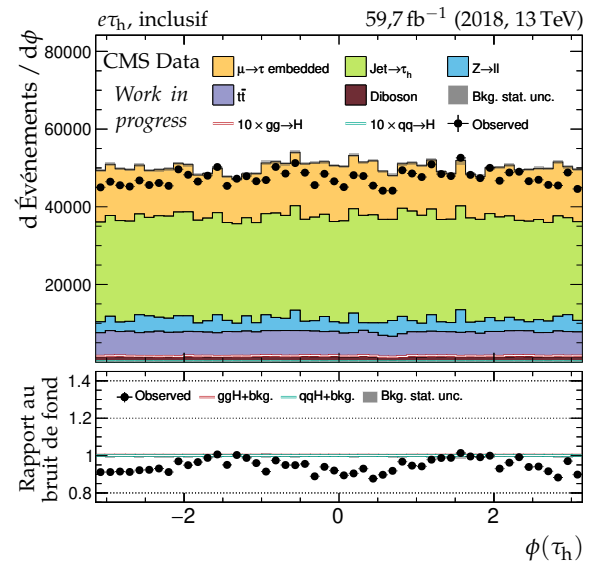 eτh, inclusif 59,7 fb⁻¹ (2018, 13 TeV)
80000
CMS Data
Work in
progress
μ→τ embedded Jet→τh Z→ll
tt̄ Diboson Bkg. stat. unc.
10 × gg→H 10 × qq→H Observed
60000
40000
20000
d Événements / dϕ
1.4
Observed ggH+bkg. qqH+bkg. Bkg. stat. unc.
1.2
1
0.8
Rapport au
bruit de fond
−2 0 2
ϕ(τh)